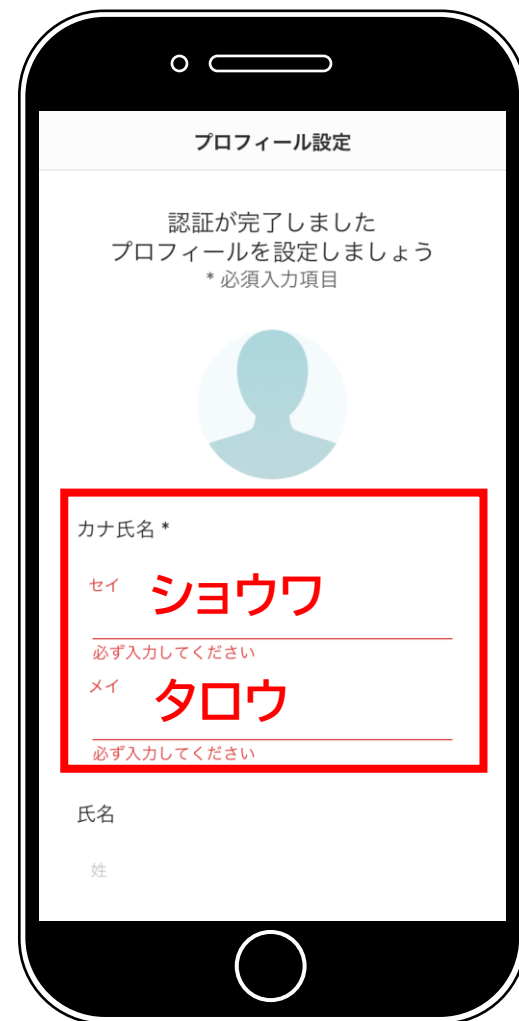 プロフィール設定
認証が完了しました
プロフィールを設定しましょう
* 必須入力項目
カナ氏名 *
セイ ショウワ
必ず入力してください
メイ タロウ
必ず入力してください
氏名
姓